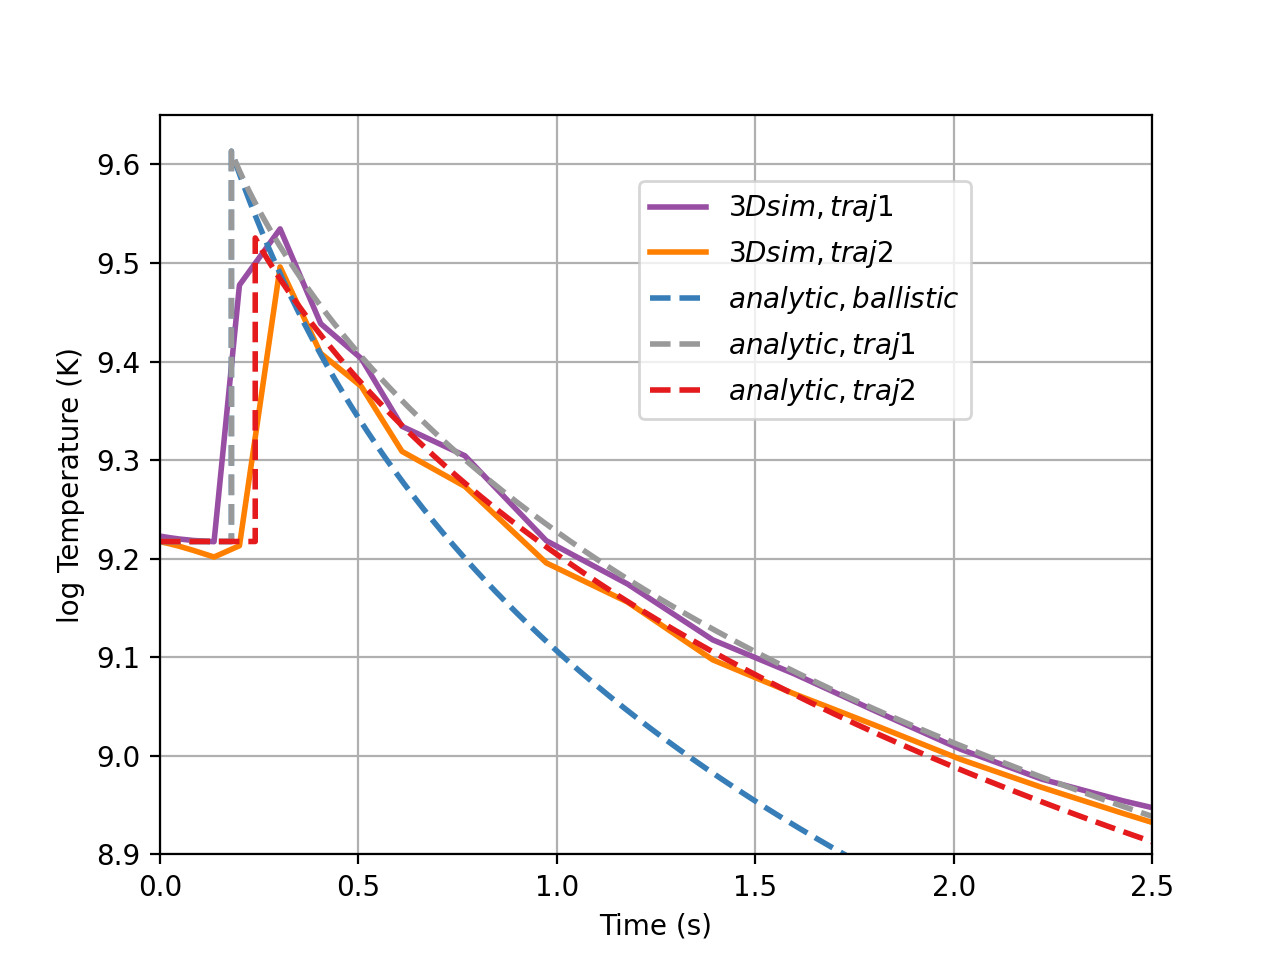 9.6
9.5
9.4
9.3
9.2
9.1
9.0
8.9
log Temperature (K)
3Dsim, traj1
3Dsim, traj2
analytic, ballistic
analytic, traj1
analytic, traj2
0.0 0.5 1.0 1.5 2.0 2.5
Time (s)